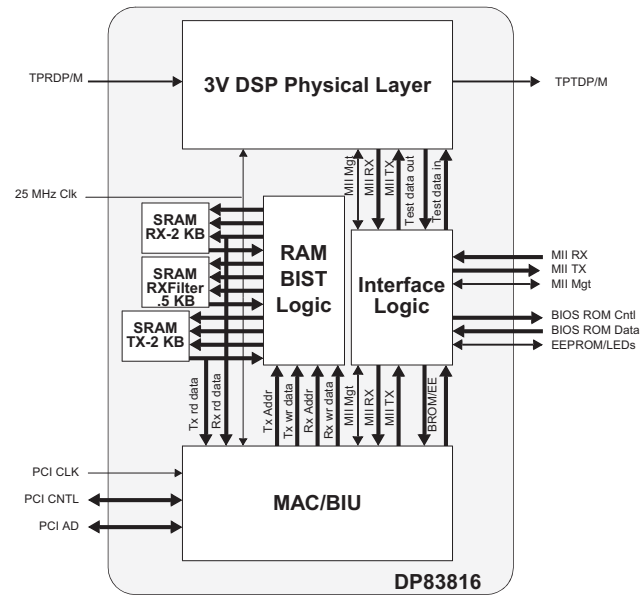 3V DSP Physical Layer
TPRDP/M
TPTDP/M
25 MHz Clk
MII Mgt
MII RX
MII TX
Test data out
Test data in
SRAM
RX-2 KB
SRAM
RXFilter
.5 KB
SRAM
TX-2 KB
RAM
BIST
Logic
Interface
Logic
MII RX
MII TX
MII Mgt
BIOS ROM Cntl
BIOS ROM Data
EEPROM/LEDs
Tx rd data
Rx rd data
Tx Addr
Tx wr data
Rx Addr
Rx wr data
MII Mgt
MII RX
MII TX
BROM/EE
PCI CLK
PCI CNTL
PCI AD
MAC/BIU
DP83816